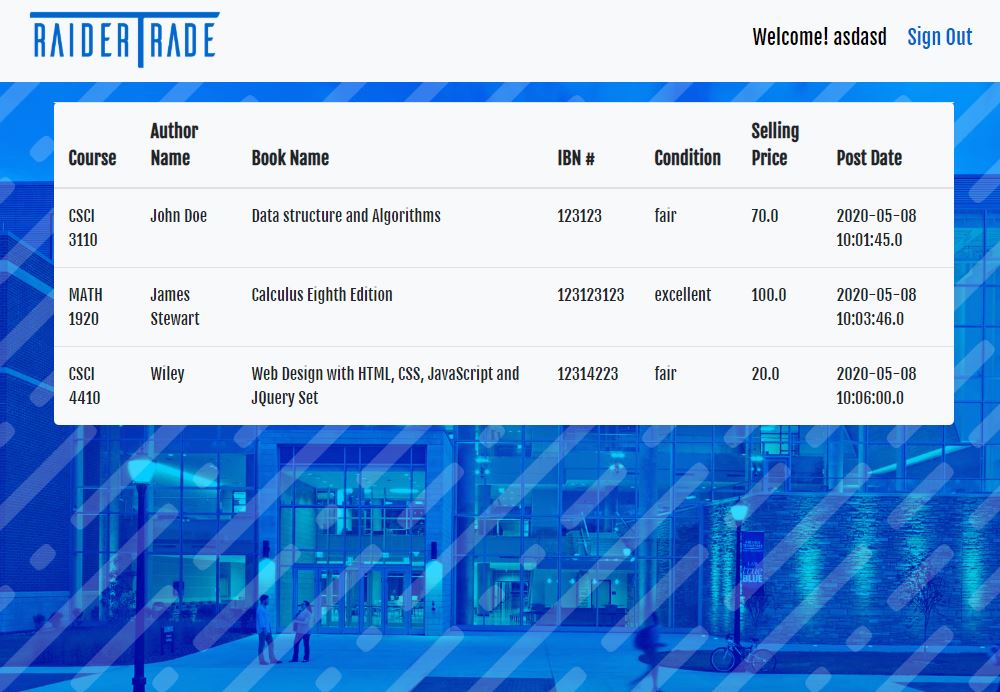 RAIDERTRADE
Welcome! asdasd Sign Out
Course Author Name Book Name IBN # Condition Selling Price Post Date
CSCI 3110 John Doe Data structure and Algorithms 123123 fair 70.0 2020-05-08 10:01:45.0
MATH 1920 James Stewart Calculus Eighth Edition 123123123 excellent 100.0 2020-05-08 10:03:46.0
CSCI 4410 Wiley Web Design with HTML, CSS, JavaScript and JQuery Set 12314223 fair 20.0 2020-05-08 10:06:00.0
True
BLUE